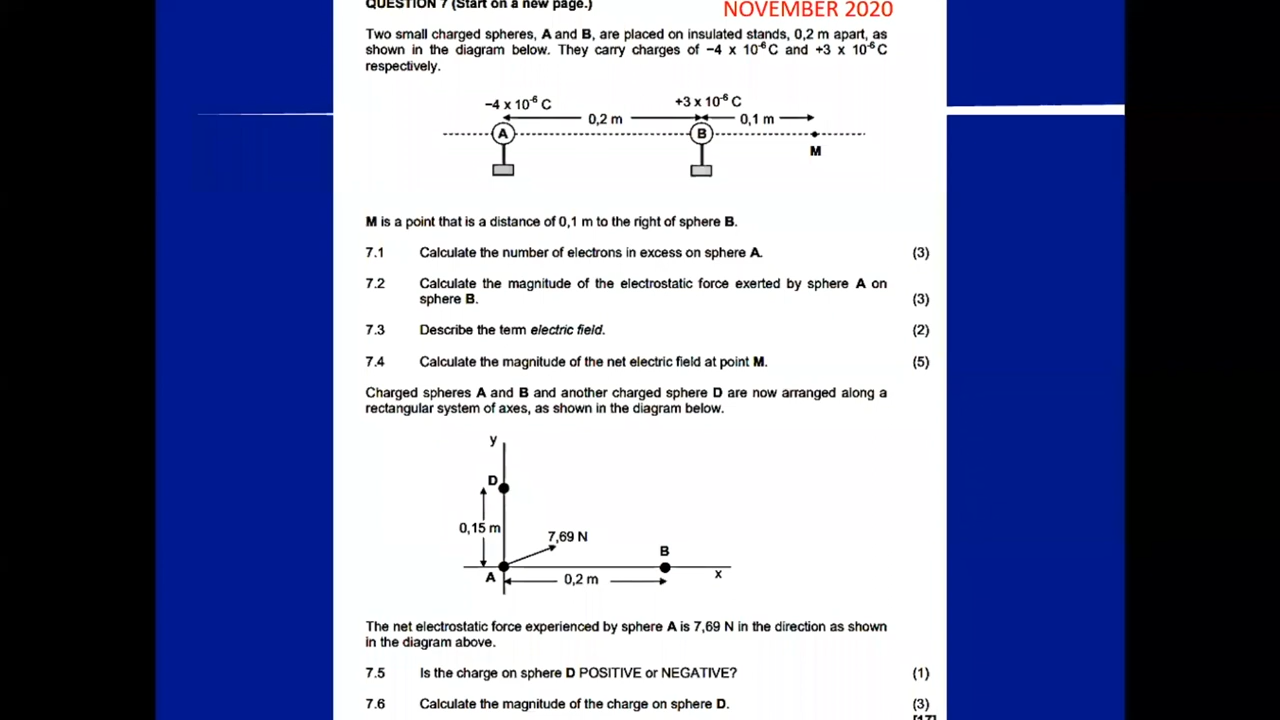 QUESTION 7 (Start on a new page.)
NOVEMBER 2020
Two small charged spheres, A and B, are placed on insulated stands, 0,2 m apart, as
shown in the diagram below. They carry charges of −4 x 10⁻⁶ C and +3 x 10⁻⁶ C
respectively.
−4 x 10⁻⁶ C
+3 x 10⁻⁶ C
0,2 m
0,1 m
A
B
M
M is a point that is a distance of 0,1 m to the right of sphere B.
7.1 Calculate the number of electrons in excess on sphere A. (3)
7.2 Calculate the magnitude of the electrostatic force exerted by sphere A on
sphere B. (3)
7.3 Describe the term electric field. (2)
7.4 Calculate the magnitude of the net electric field at point M. (5)
Charged spheres A and B and another charged sphere D are now arranged along a
rectangular system of axes, as shown in the diagram below.
y
D
0,15 m
7,69 N
B
A
0,2 m
x
The net electrostatic force experienced by sphere A is 7,69 N in the direction as shown
in the diagram above.
7.5 Is the charge on sphere D POSITIVE or NEGATIVE? (1)
7.6 Calculate the magnitude of the charge on sphere D. (3)
[17]